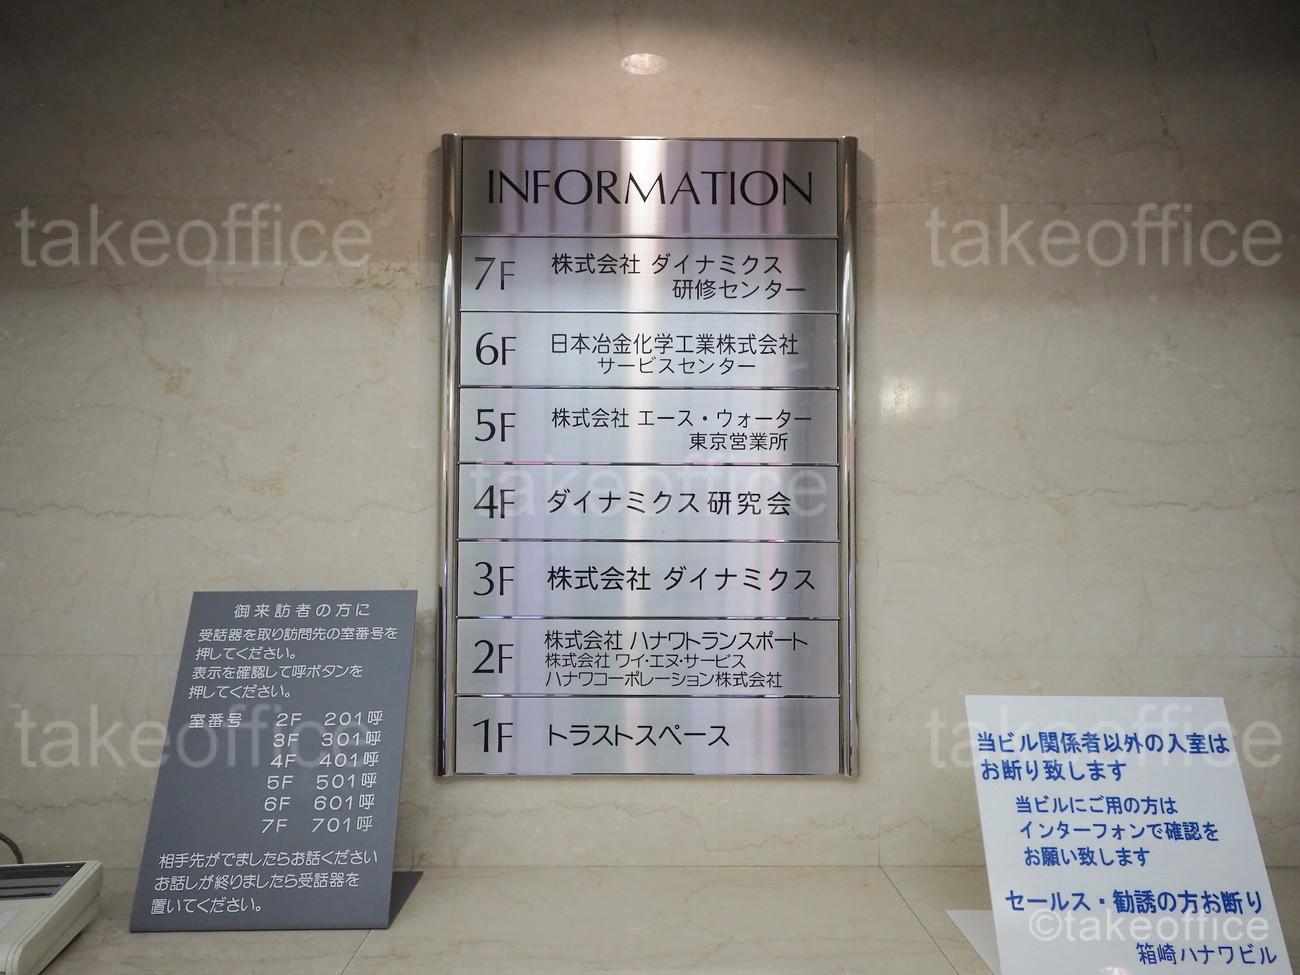 INFORMATION
7F 株式会社 ダイナミクス
研修センター
6F 日本冶金化学工業株式会社
サービスセンター
5F 株式会社 エース・ウォーター
東京営業所
4F ダイナミクス研究会
3F 株式会社 ダイナミクス
2F 株式会社 ハナワトランスポート
株式会社 ワイ・エヌ・サービス
ハナワコーポレーション株式会社
1F トラストスペース
御来訪者の方に
受話器を取り訪問先の室番号を
押してください。
表示を確認して呼ボタンを
押してください。
室番号 2F 201呼
3F 301呼
4F 401呼
5F 501呼
6F 601呼
7F 701呼
相手先がでましたらお話ください
お話しが終りましたら受話器を
置いてください。
当ビル関係者以外の入室は
お断り致します
当ビルにご用の方は
インターフォンで確認を
お願い致します
セールス・勧誘の方お断り
箱崎ハナワビル
takeoffice
takeoffice
takeoffice
takeoffice
takeoffice
©takeoffice